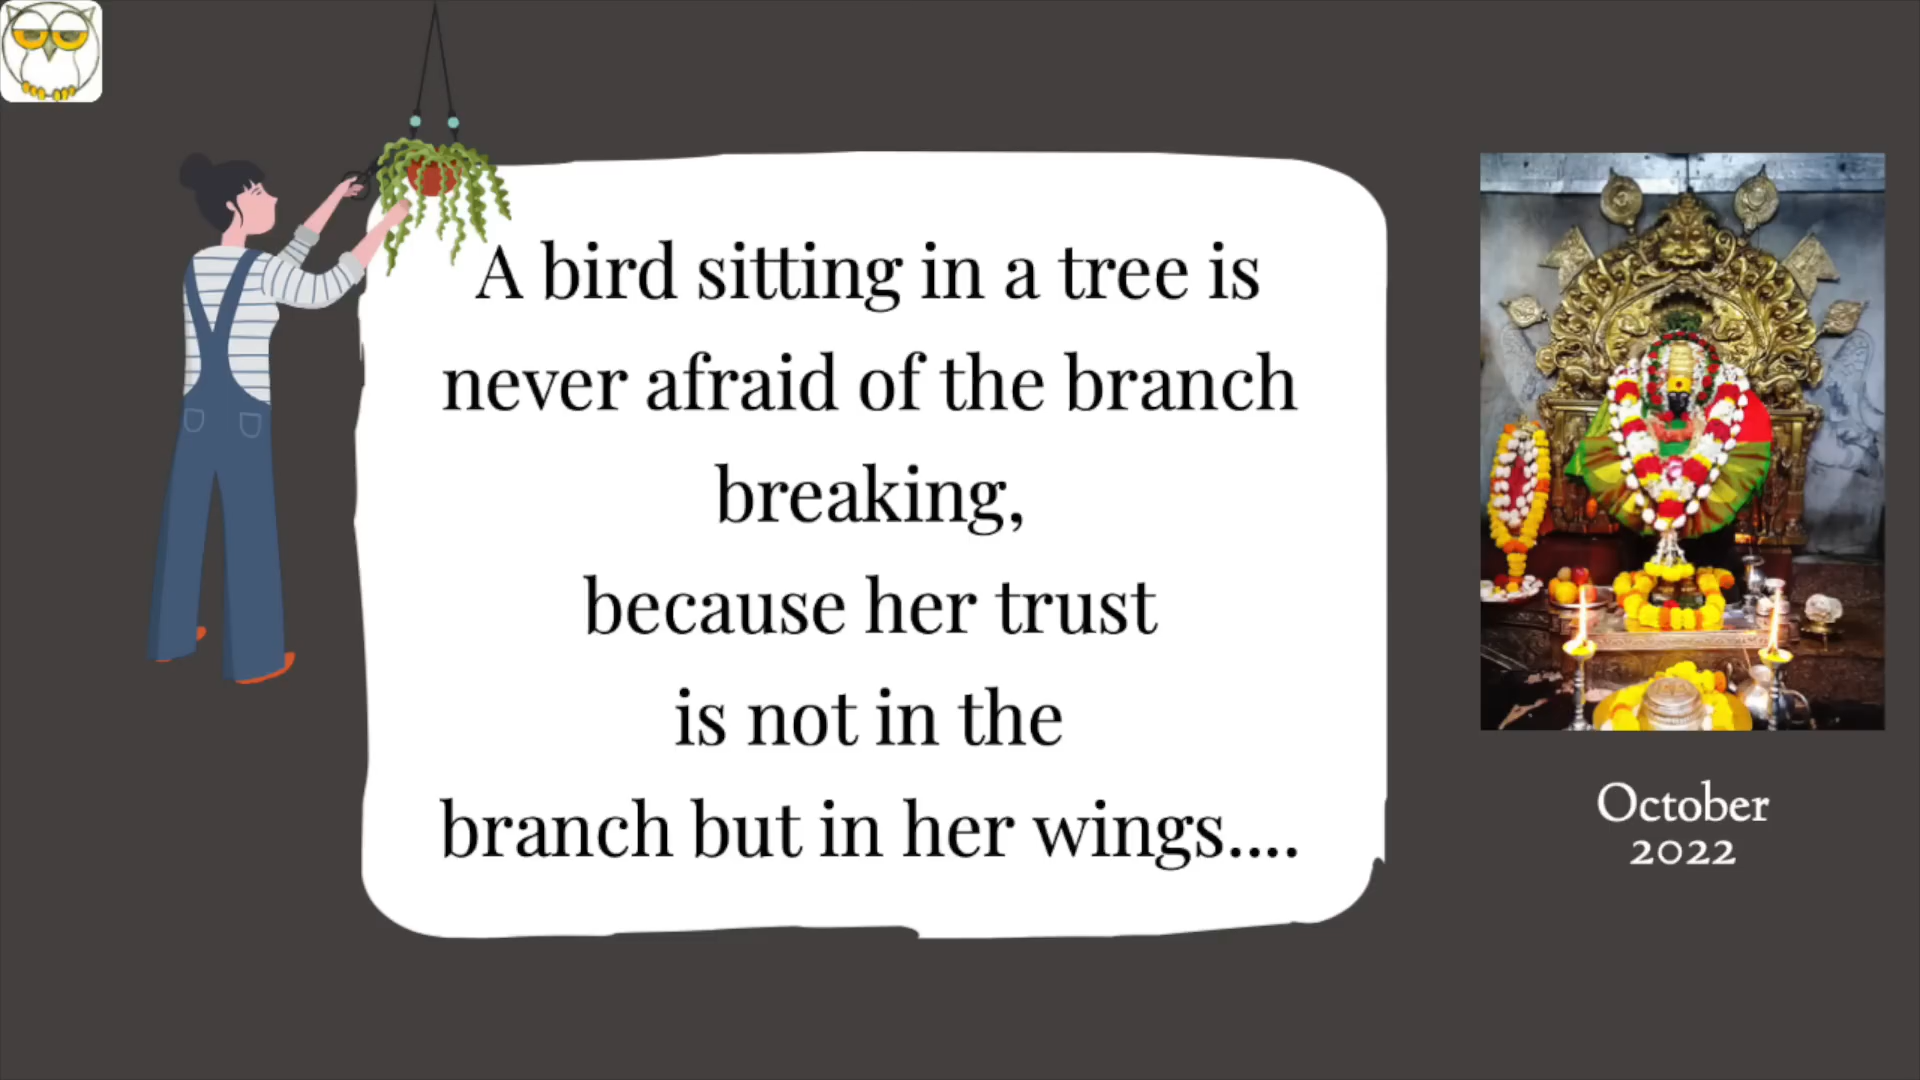 A bird sitting in a tree is
never afraid of the branch
breaking,
because her trust
is not in the
branch but in her wings....
October
2022